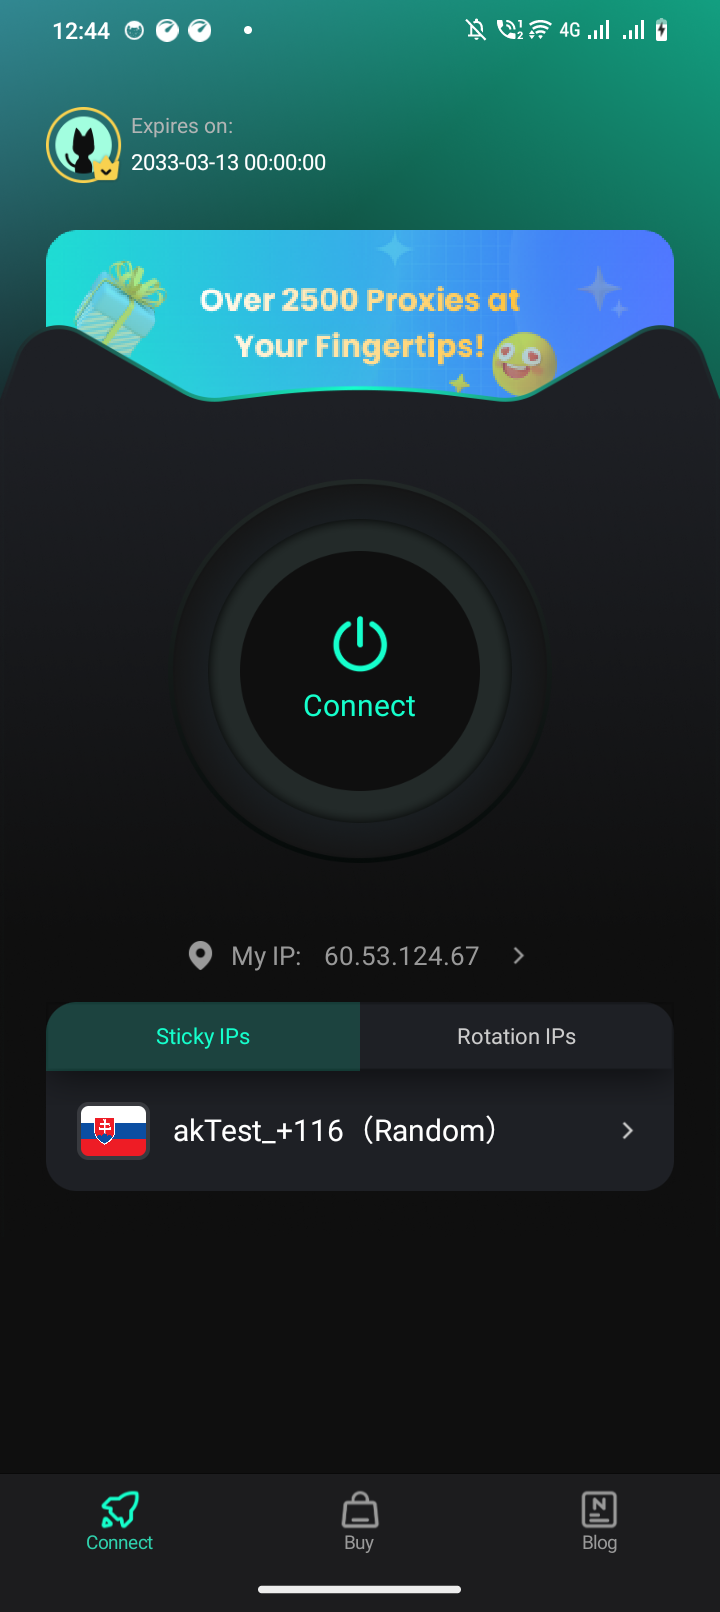 12:44
4G
Expires on:
2033-03-13 00:00:00
Over 2500 Proxies at
Your Fingertips!
Connect
My IP: 60.53.124.67
Sticky IPs
Rotation IPs
akTest_+116（Random）
Connect
Buy
Blog